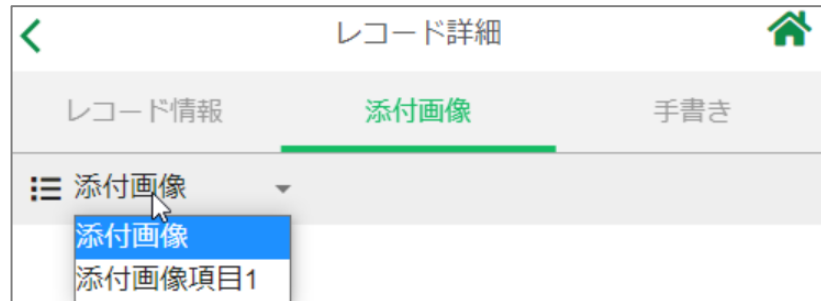 レコード詳細
レコード情報 添付画像 手書き
添付画像
添付画像
添付画像項目1